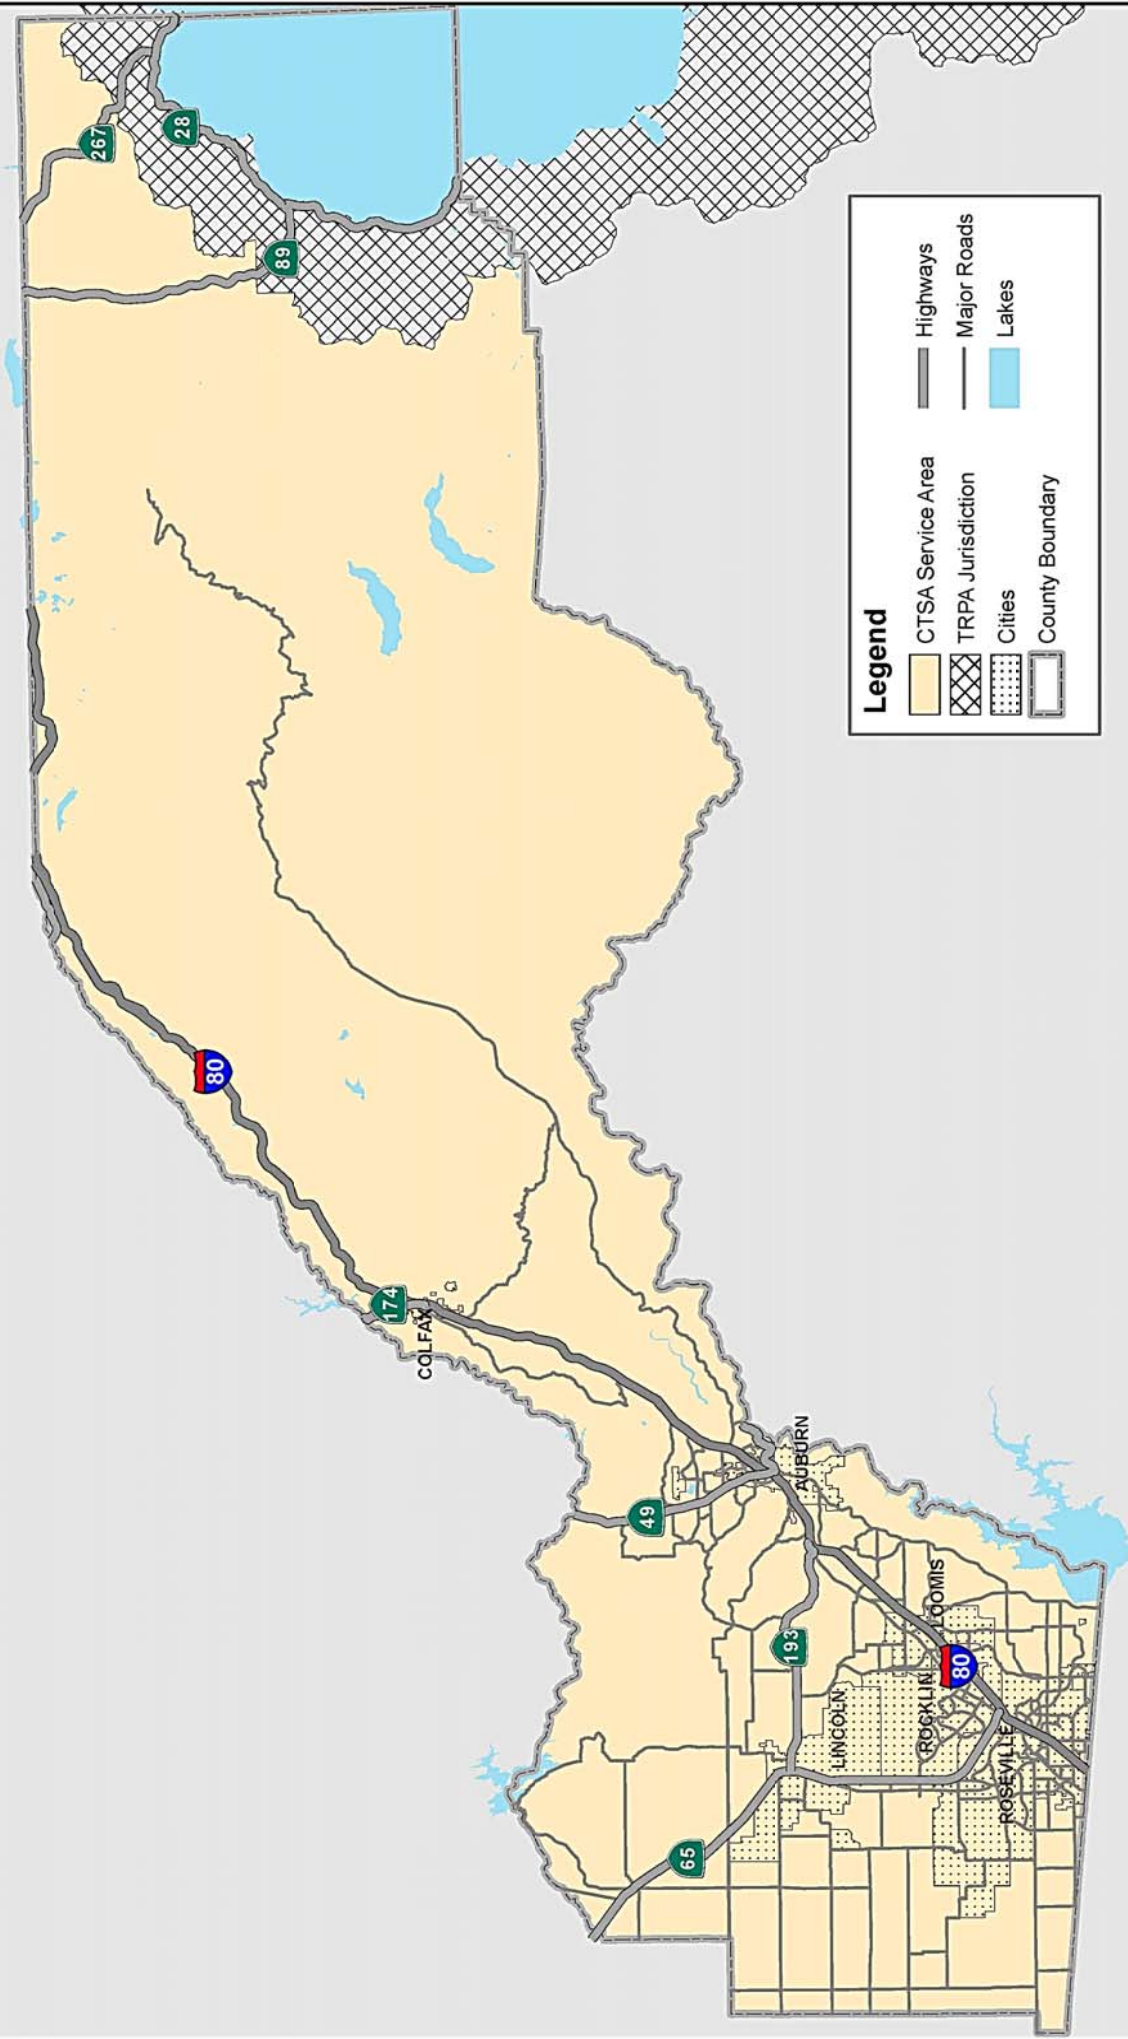 267
28
89
80
174
COLFAX
49
AUBURN
193
LOOMIS
80
LINCOLN
ROCKLIN
ROSEVILLE
65
Legend
CTSA Service Area
TRPA Jurisdiction
Cities
County Boundary
Highways
Major Roads
Lakes